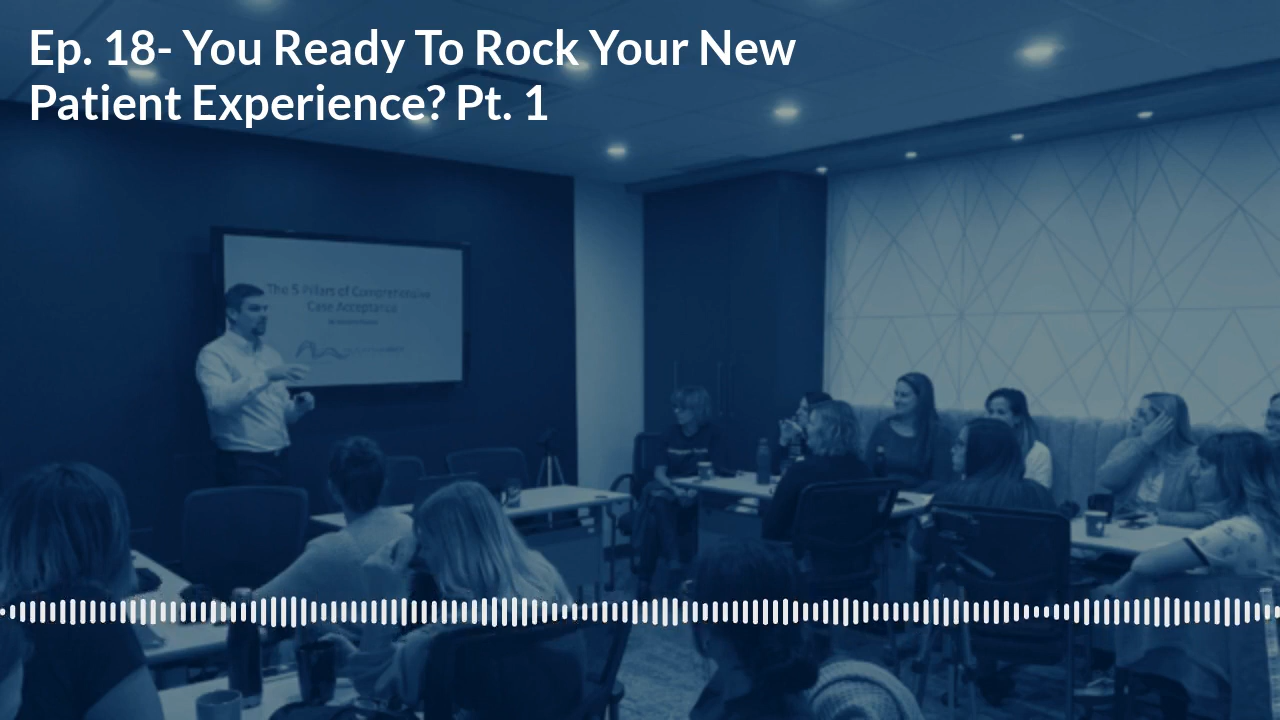 Ep. 18- You Ready To Rock Your New
Patient Experience? Pt. 1
The 5 Pillars of Comprehensive
Case Acceptance